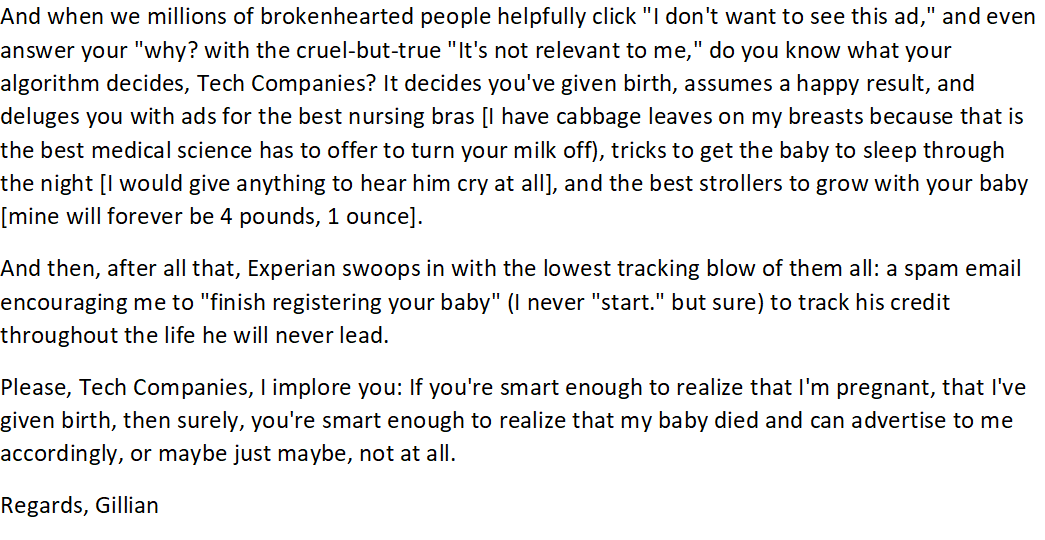 And when we millions of brokenhearted people helpfully click "I don't want to see this ad," and even
answer your "why? with the cruel-but-true "It's not relevant to me," do you know what your
algorithm decides, Tech Companies? It decides you've given birth, assumes a happy result, and
deluges you with ads for the best nursing bras [I have cabbage leaves on my breasts because that is
the best medical science has to offer to turn your milk off), tricks to get the baby to sleep through
the night [I would give anything to hear him cry at all], and the best strollers to grow with your baby
[mine will forever be 4 pounds, 1 ounce].
And then, after all that, Experian swoops in with the lowest tracking blow of them all: a spam email
encouraging me to "finish registering your baby" (I never "start." but sure) to track his credit
throughout the life he will never lead.
Please, Tech Companies, I implore you: If you're smart enough to realize that I'm pregnant, that I've
given birth, then surely, you're smart enough to realize that my baby died and can advertise to me
accordingly, or maybe just maybe, not at all.
Regards, Gillian